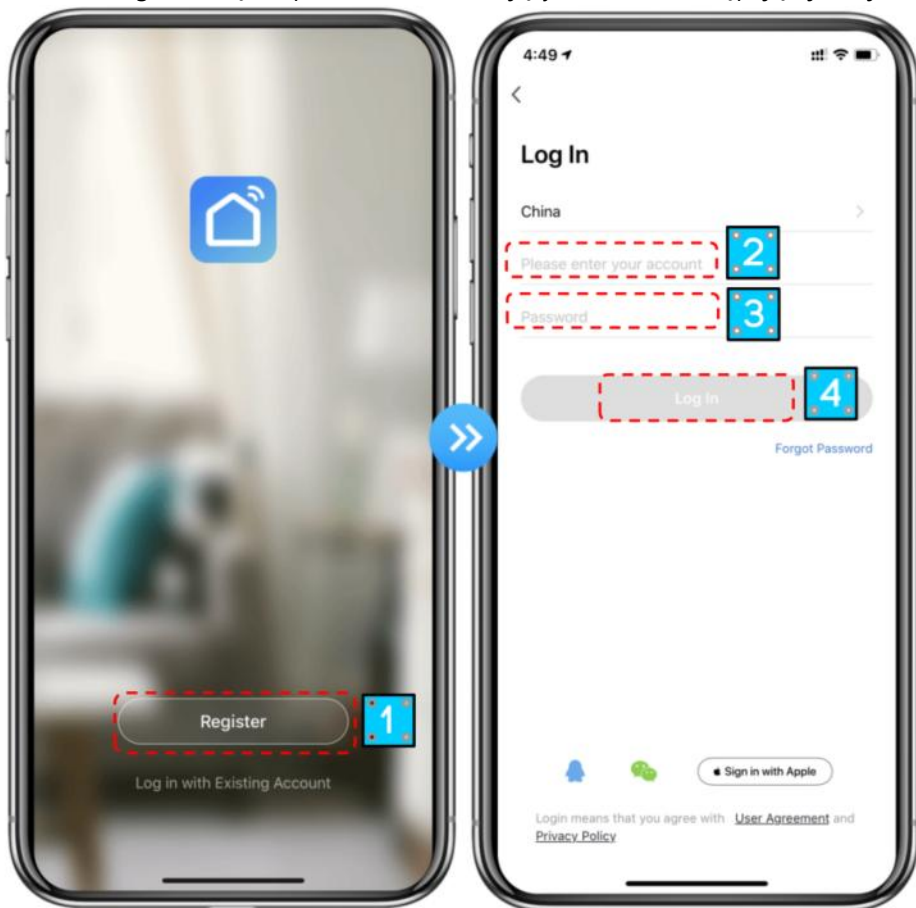 Register
1
Log in with Existing Account
4:49
Log In
China
Please enter your account
2
Password
3
Log In
4
Forgot Password
Sign in with Apple
Login means that you agree with User Agreement and
Privacy Policy